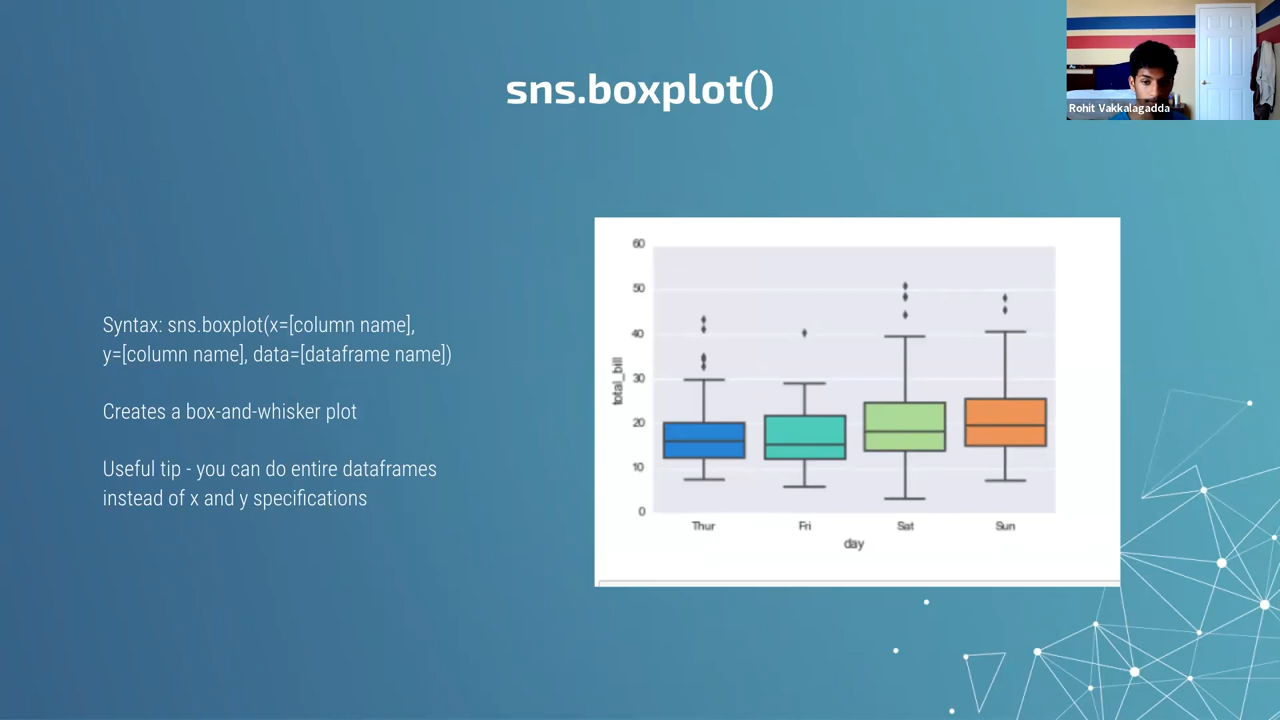 sns.boxplot()
Rohit Vakkalagadda
Syntax: sns.boxplot(x=[column name],
y=[column name], data=[dataframe name])
Creates a box-and-whisker plot
Useful tip - you can do entire dataframes
instead of x and y specifications
60
50
40
30
20
10
0
total_bill
Thur Fri Sat Sun
day